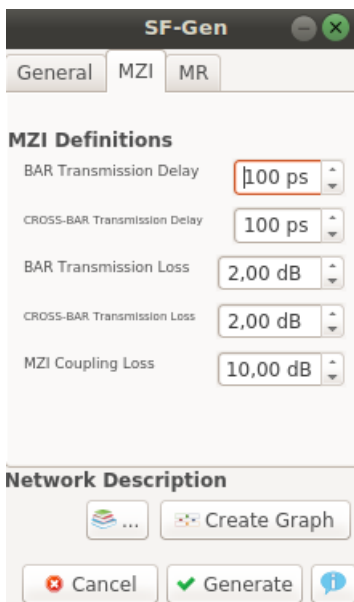 SF-Gen
General MZI MR
MZI Definitions
BAR Transmission Delay 100 ps
CROSS-BAR Transmission Delay 100 ps
BAR Transmission Loss 2,00 dB
CROSS-BAR Transmission Loss 2,00 dB
MZI Coupling Loss 10,00 dB
Network Description
... Create Graph
Cancel Generate